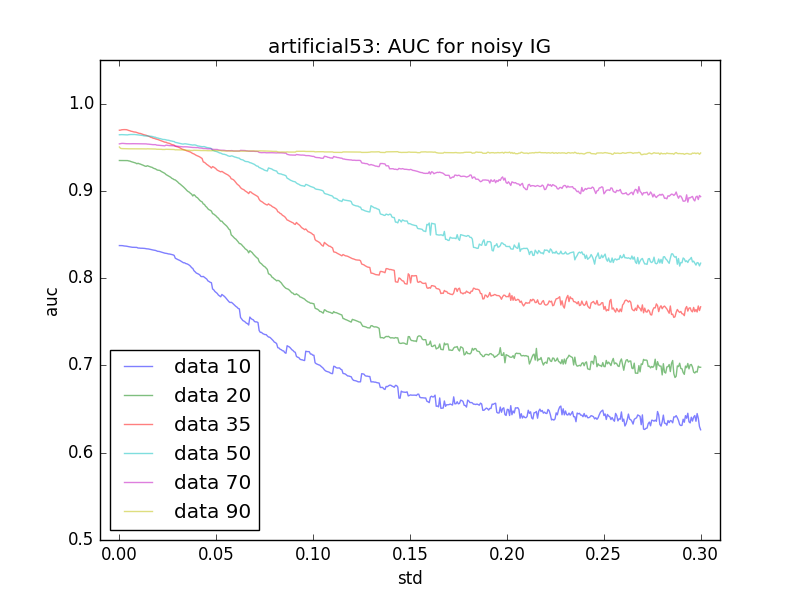 artificial53: AUC for noisy IG
auc
1.0
0.9
0.8
0.7
0.6
0.5
data 10
data 20
data 35
data 50
data 70
data 90
0.00 0.05 0.10 0.15 0.20 0.25 0.30
std